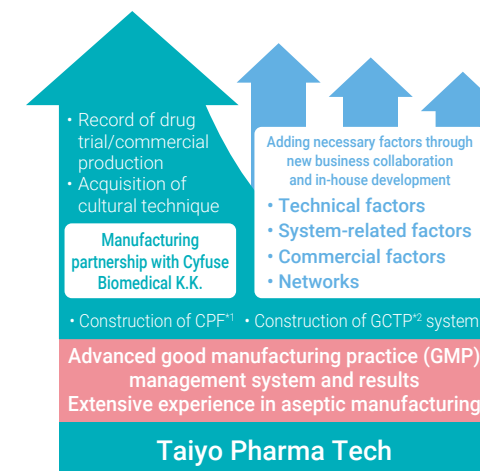 • Record of drug
trial/commercial
production
• Acquisition of
cultural technique
Manufacturing
partnership with Cyfuse
Biomedical K.K.
Adding necessary factors through
new business collaboration
and in-house development
• Technical factors
• System-related factors
• Commercial factors
• Networks
• Construction of CPF*1 • Construction of GCTP*2 system
Advanced good manufacturing practice (GMP)
management system and results
Extensive experience in aseptic manufacturing
Taiyo Pharma Tech